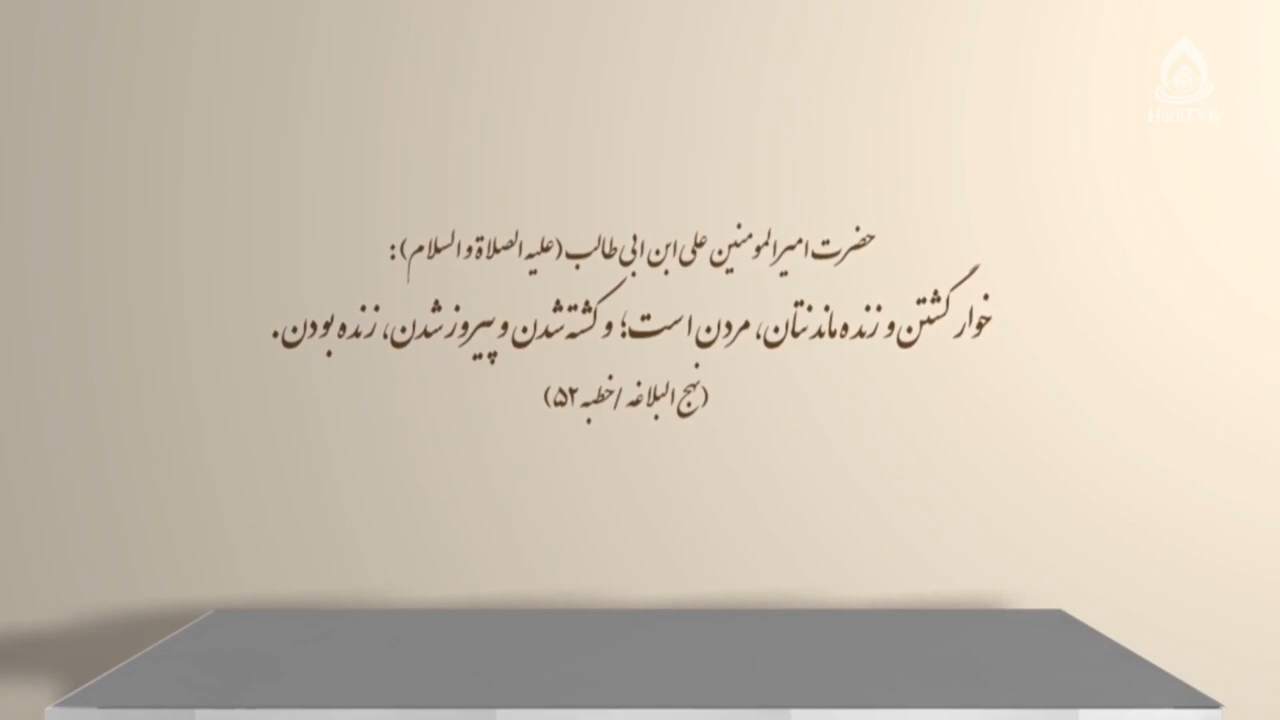 حضرت امیرالمومنین علی ابن ابی طالب (علیه الصلاة و السلام):
خوار گشتن و زنده ماندنتان، مردن است؛ و کشته شدن و پیروز شدن، زنده بودن.
(نهج البلاغه / خطبه ۵۲)